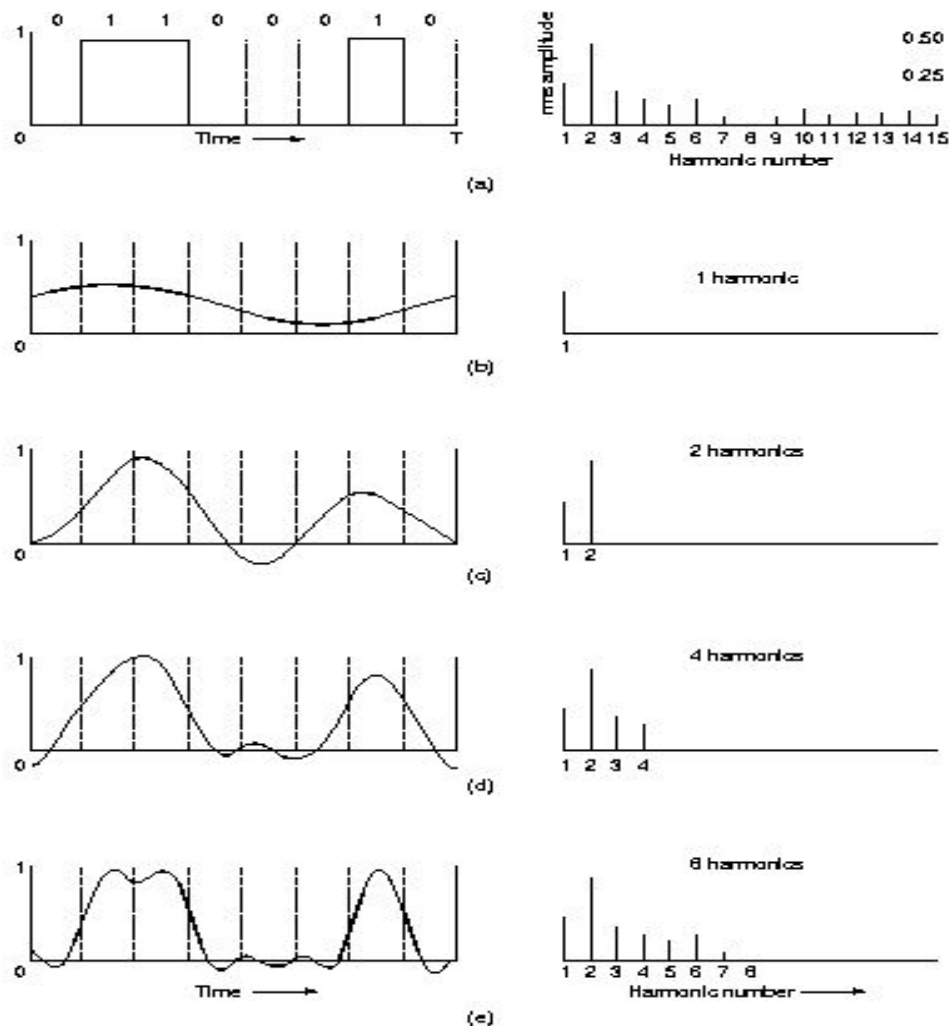 0 1 1 0 0 0 1 0
1
0
Time
T
rms amplitude
0.50
0.25
1 2 3 4 5 6 7 8 9 10 11 12 13 14 15
Harmonic number
(a)
1
0
1 harmonic
1
(b)
1
0
2 harmonics
1 2
(c)
1
0
4 harmonics
1 2 3 4
(d)
1
0
Time
8 harmonics
1 2 3 4 5 6 7 8
Harmonic number
(e)